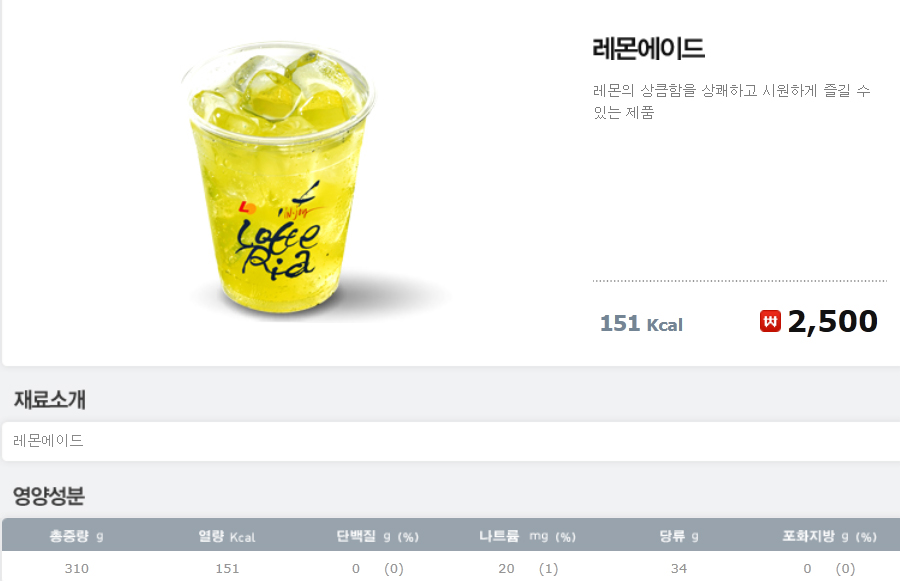 레몬에이드
레몬의 상큼함을 상쾌하고 시원하게 즐길 수
있는 제품
Enjoy
Lotte
Ria
151 Kcal
₩ 2,500
재료소개
레몬에이드
영양성분
총중량 g 열량 Kcal 단백질 g (%) 나트륨 mg (%) 당류 g 포화지방 g (%)
310 151 0 (0) 20 (1) 34 0 (0)